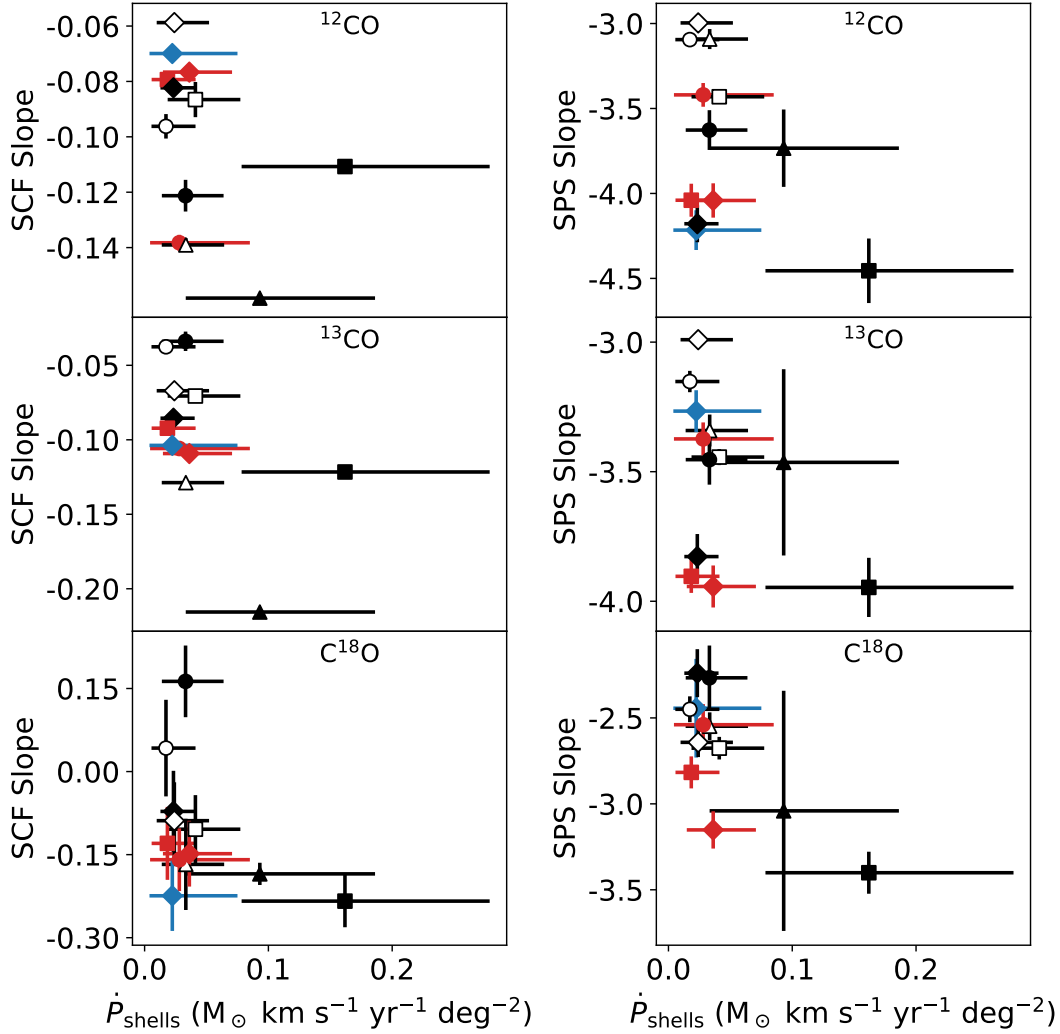 -0.06
-0.08
-0.10
-0.12
-0.14
SCF Slope
¹²CO
-3.0
-3.5
-4.0
-4.5
SPS Slope
¹²CO
-0.05
-0.10
-0.15
-0.20
SCF Slope
¹³CO
-3.0
-3.5
-4.0
SPS Slope
¹³CO
0.15
0.00
-0.15
-0.30
SCF Slope
C¹⁸O
-2.5
-3.0
-3.5
SPS Slope
C¹⁸O
0.0 0.1 0.2
0.0 0.1 0.2
Ṗshells (M⊙ km s⁻¹ yr⁻¹ deg⁻²)
Ṗshells (M⊙ km s⁻¹ yr⁻¹ deg⁻²)